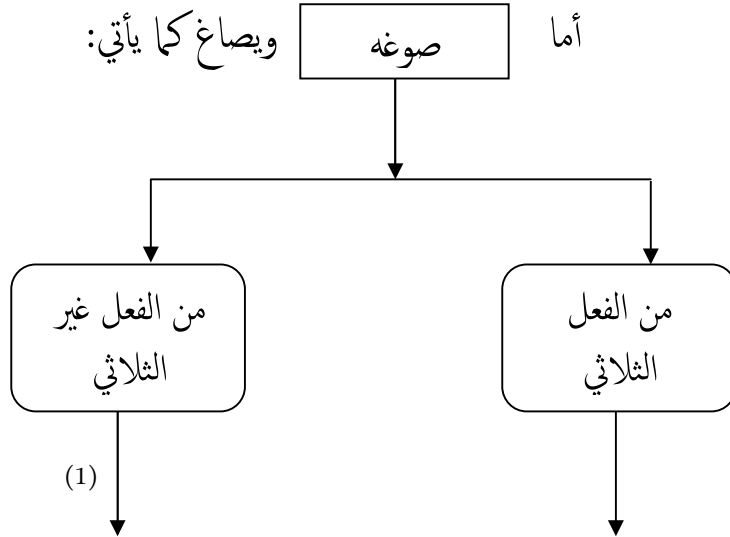 أما صوغه ويصاغ كما يأتي:
من الفعل
الثلاثي
من الفعل غير
الثلاثي
(1)